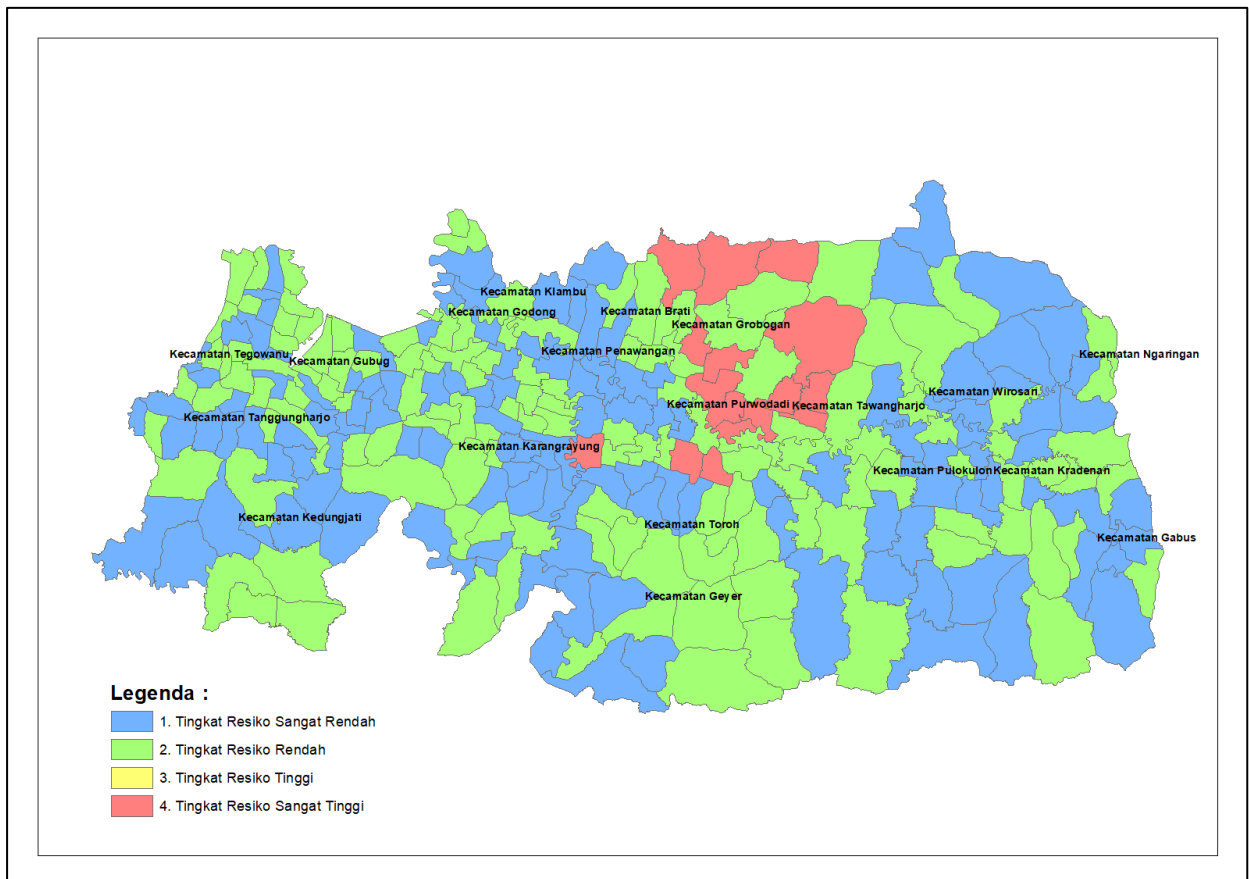 Kecamatan Klambu
Kecamatan Godong
Kecamatan Brati
Kecamatan Grobogan
Kecamatan Tegowanu
Kecamatan Gubug
Kecamatan Penawangan
Kecamatan Ngaringan
Kecamatan Wirosari
Kecamatan Purwodadi
Kecamatan Tawangharjo
Kecamatan Tanggungharjo
Kecamatan Karangrayung
Kecamatan Pulokulon
Kecamatan Kradenan
Kecamatan Kedungjati
Kecamatan Toroh
Kecamatan Gabus
Kecamatan Geyer
Legenda :
1. Tingkat Resiko Sangat Rendah
2. Tingkat Resiko Rendah
3. Tingkat Resiko Tinggi
4. Tingkat Resiko Sangat Tinggi